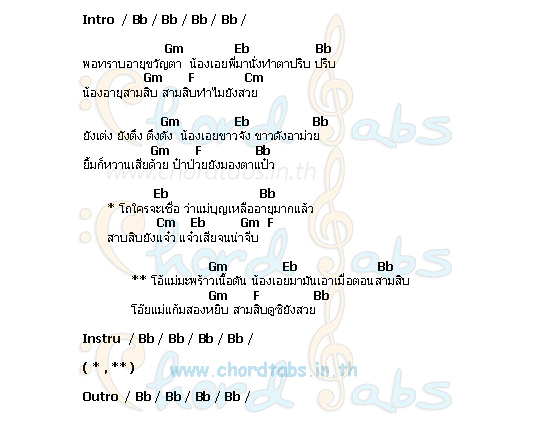 Intro / Bb / Bb / Bb / Bb /
Gm Eb Bb
พอทราบอายุขวัญตา น้องเอยพี่มานั่งทำตาปริบ ปริบ
Gm F Cm
น้องอายุสามสิบ สามสิบทำไมยังสวย
Gm Eb Bb
ยังเต่ง ยังตึง ตึงดัง น้องเอยขาวจัง ขาวดังอาม่วย
Gm F Bb
ยิ้มก็หวานเสียด้วย ป๋าป่วยยังมองตาแป๋ว
www.chordtabs.in.th
Eb Bb
* โถใครจะเชื่อ ว่าแม่บุญเหลืออายุมากแล้ว
Cm Eb Gm F
สาบสิบยังแจ๋ว แจ๋วเสียจนน่าจีบ
Gm Eb Bb
** โอ้แม่มะพร้าวเนื้อตัน น้องเอยมามันเอาเมื่อตอนสามสิบ
Gm F Bb
โอ๊ยแม่แก้มสองหยิบ สามสิบดูซิยังสวย
Instru / Bb / Bb / Bb / Bb /
( * , ** )
www.chordtabs.in.th
Outro / Bb / Bb / Bb / Bb /